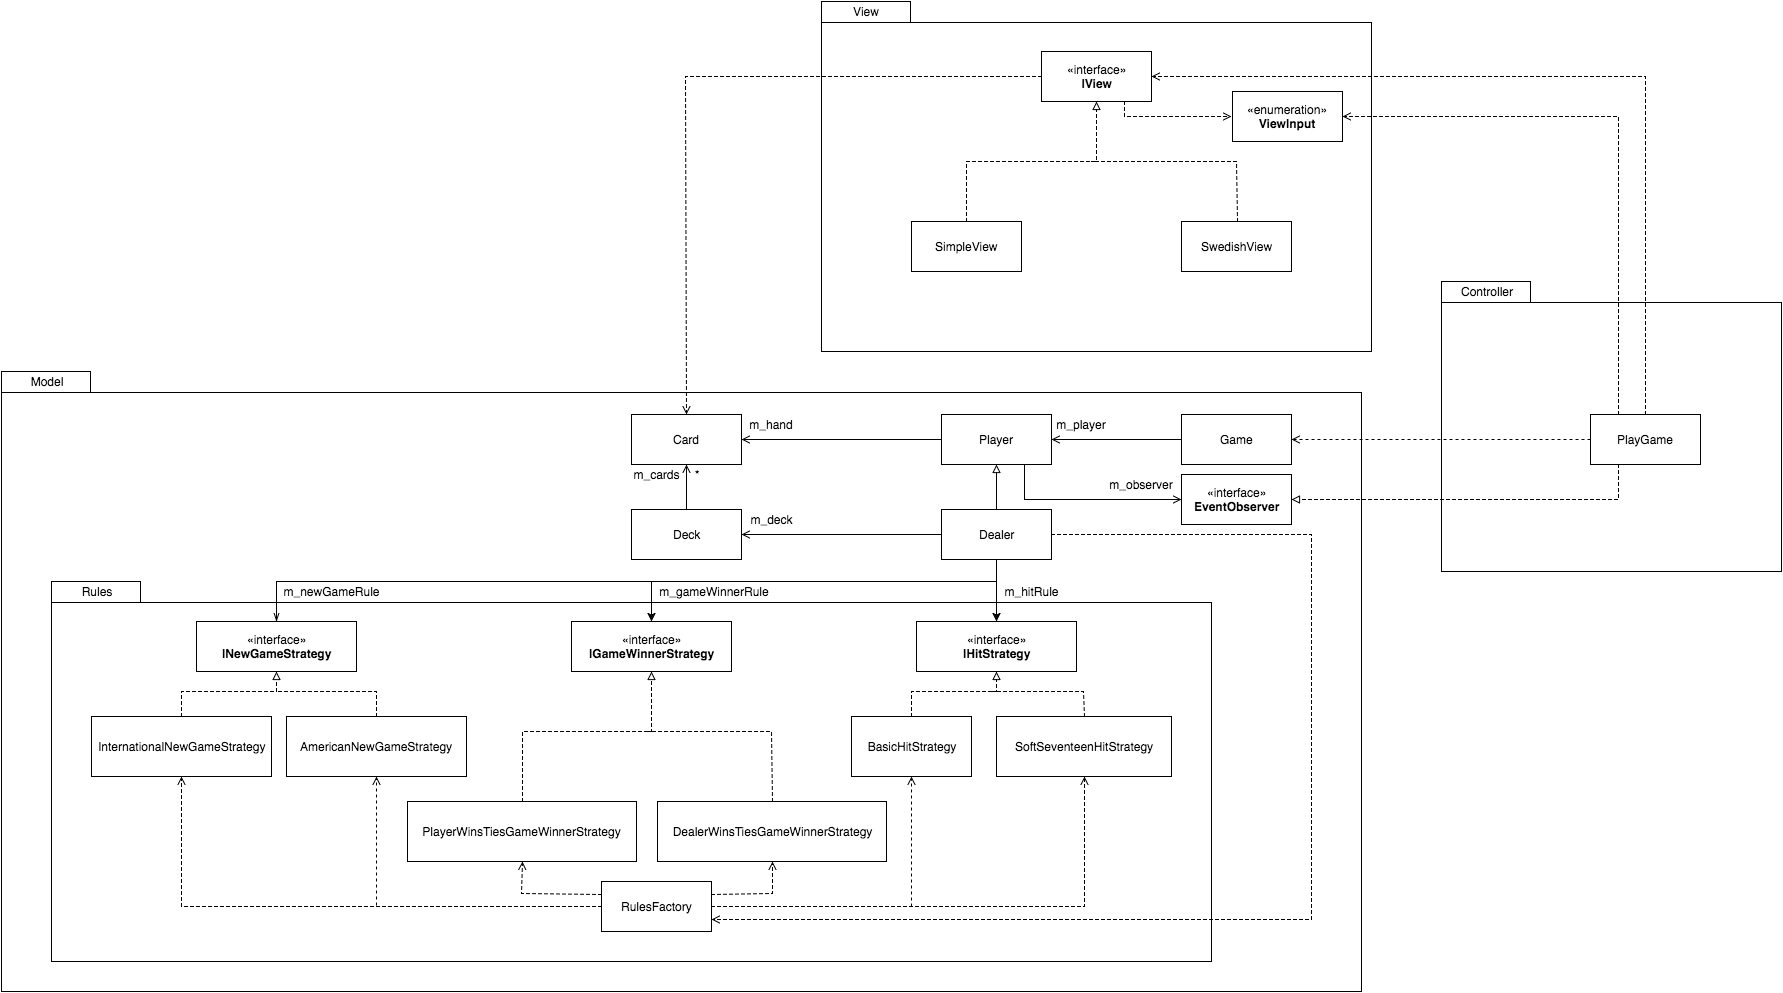 View
«interface»
IView
«enumeration»
ViewInput
SimpleView
SwedishView
Controller
PlayGame
Model
Card
m_hand
Player
m_player
Game
m_cards
*
m_observer
«interface»
EventObserver
Deck
m_deck
Dealer
Rules
m_newGameRule
m_gameWinnerRule
m_hitRule
«interface»
INewGameStrategy
«interface»
IGameWinnerStrategy
«interface»
IHitStrategy
InternationalNewGameStrategy
AmericanNewGameStrategy
BasicHitStrategy
SoftSeventeenHitStrategy
PlayerWinsTiesGameWinnerStrategy
DealerWinsTiesGameWinnerStrategy
RulesFactory